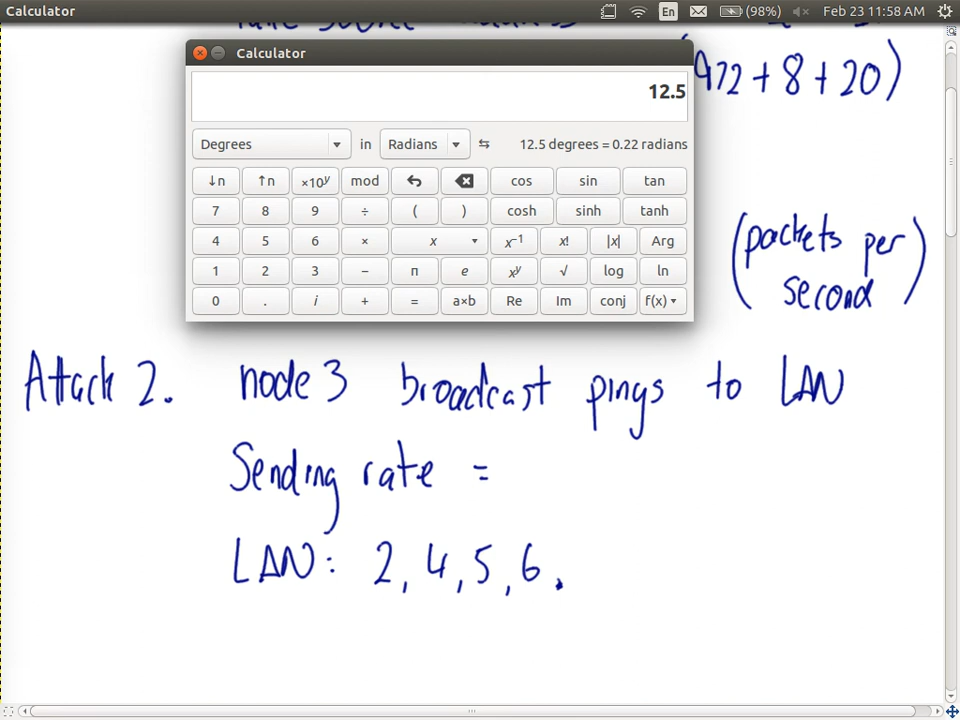 Calculator
En
(98%)
Feb 23 11:58 AM
Calculator
12.5
Degrees in Radians 12.5 degrees = 0.22 radians
↓n ↑n ×10ʸ mod cos sin tan
7 8 9 ÷ ( ) cosh sinh tanh
4 5 6 × x x⁻¹ x! |x| Arg
1 2 3 − π e xʸ √ log ln
0 . i + = a×b Re Im conj f(x)
972 + 8 + 20)
(packets per
second)
Attack 2. node 3 broadcast pings to LAN
Sending rate =
LAN: 2, 4, 5, 6.